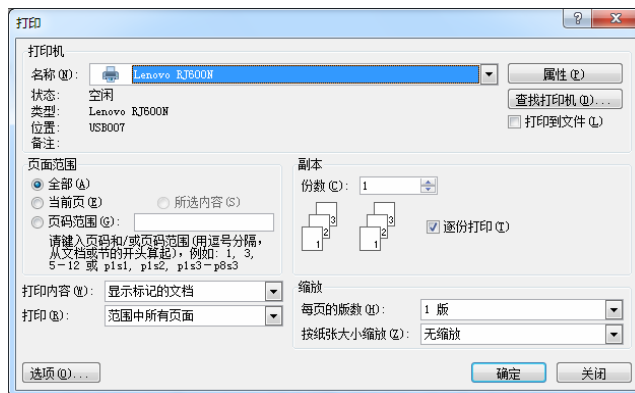 打印
打印机
名称(N): Lenovo RJ600N 属性(P)
状态: 空闲 查找打印机(D)...
类型: Lenovo RJ600N 打印到文件(L)
位置: USB007
备注:
页面范围
全部(A)
当前页(E) 所选内容(S)
页码范围(G):
请键入页码和/或页码范围(用逗号分隔,
从文档或节的开头算起),例如: 1, 3,
5-12 或 p1s1, p1s2, p1s3-p8s3
副本
份数(C): 1
3 3
2 2
1 1
逐份打印(T)
打印内容(W): 显示标记的文档
打印(R): 范围中所有页面
缩放
每页的版数(H): 1 版
按纸张大小缩放(Z): 无缩放
选项(O)... 确定 关闭